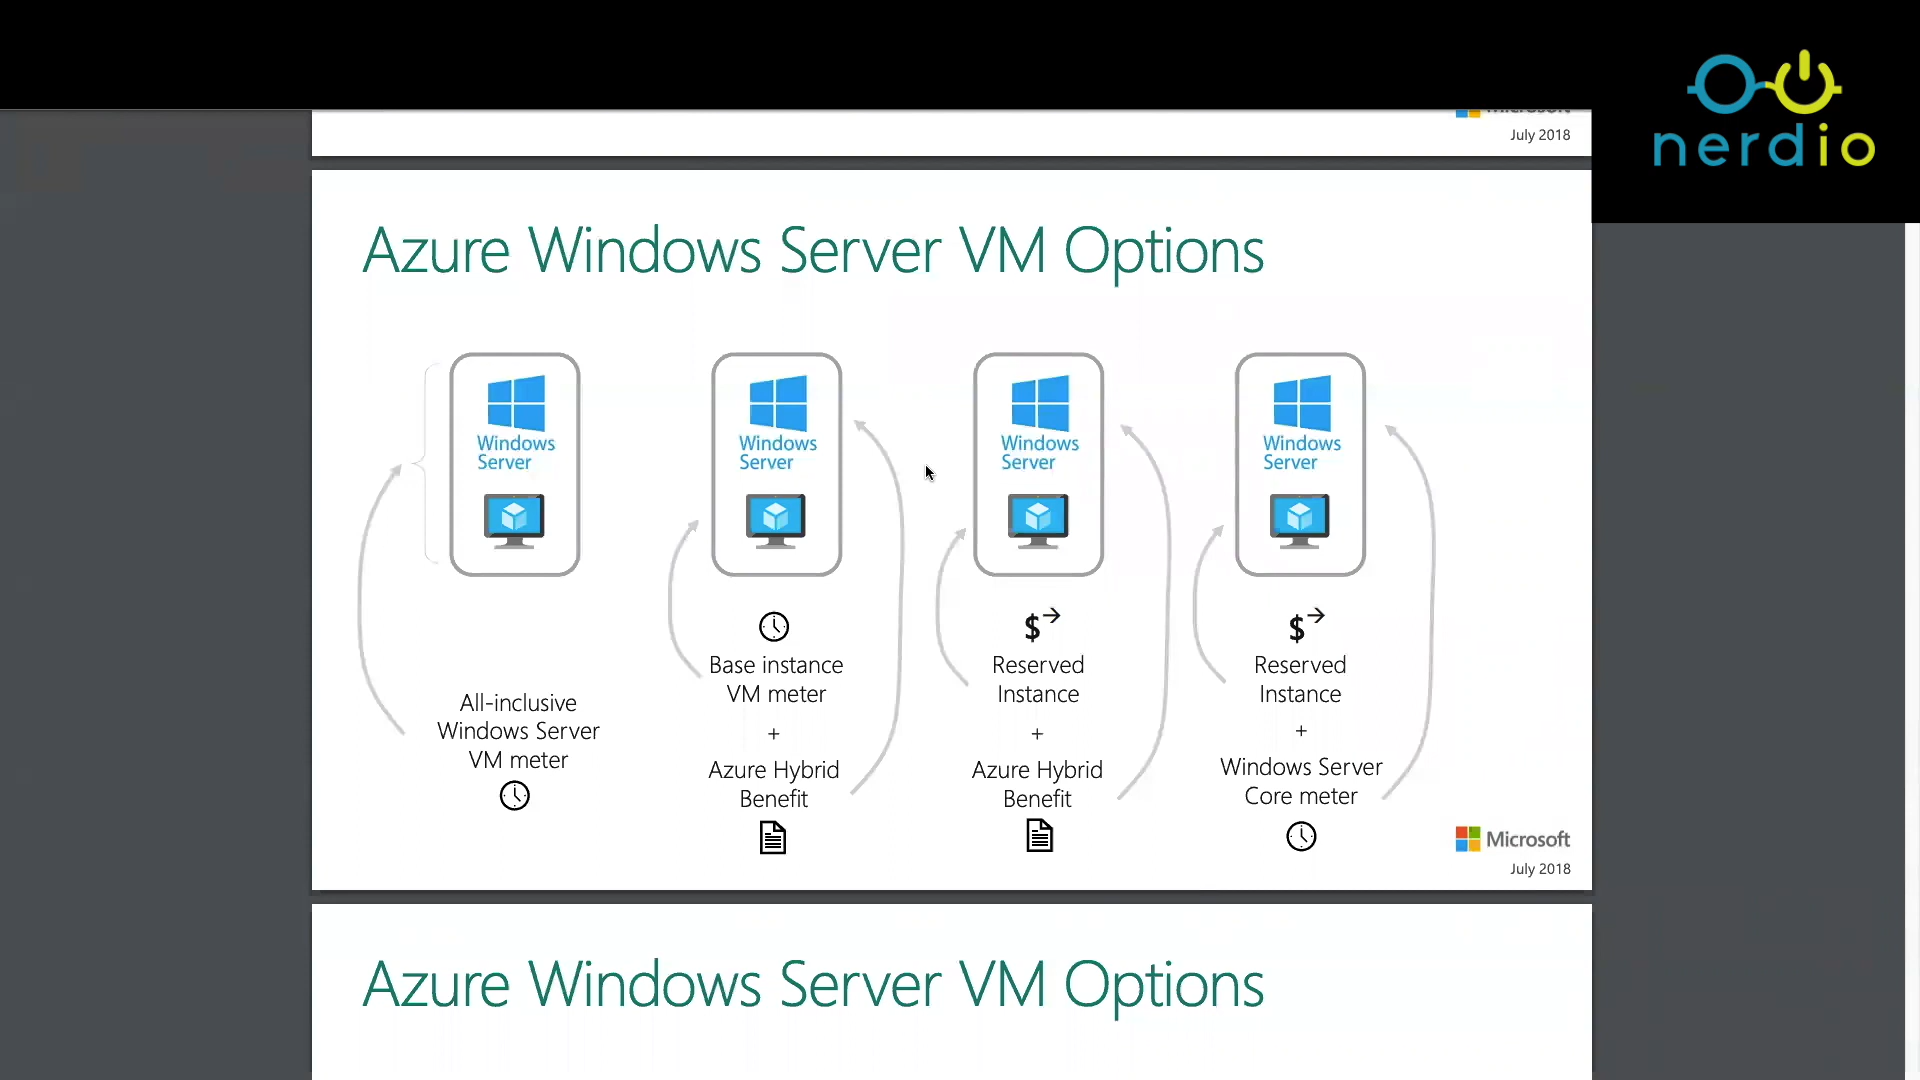 nerdio
Microsoft
July 2018
Azure Windows Server VM Options
Windows
Server
Windows
Server
Windows
Server
Windows
Server
All-inclusive
Windows Server
VM meter
Base instance
VM meter
+
Azure Hybrid
Benefit
$
Reserved
Instance
+
Azure Hybrid
Benefit
$
Reserved
Instance
+
Windows Server
Core meter
Microsoft
July 2018
Azure Windows Server VM Options